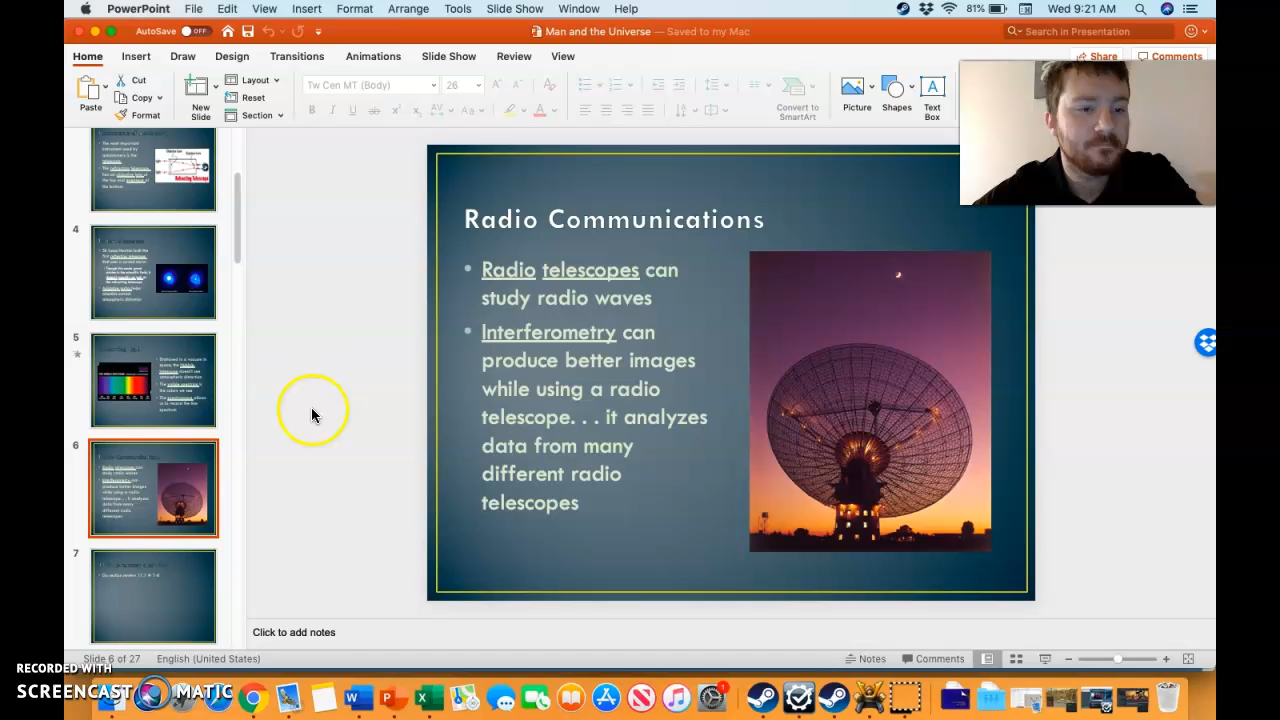 PowerPoint File Edit View Insert Format Arrange Tools Slide Show Window Help 81% Wed 9:21 AM
AutoSave OFF Man and the Universe — Saved to my Mac Search in Presentation
Home Insert Draw Design Transitions Animations Slide Show Review View Share Comments
Paste Cut Copy Format
New Slide Layout Reset Section
Tw Cen MT (Body) 26
Convert to SmartArt
Picture Shapes Text Box
4
5
6
7
Radio Communications
• Radio telescopes can
study radio waves
• Interferometry can
produce better images
while using a radio
telescope. . . it analyzes
data from many
different radio
telescopes
Click to add notes
Slide 6 of 27 English (United States) Notes Comments
RECORDED WITH
SCREENCAST MATIC